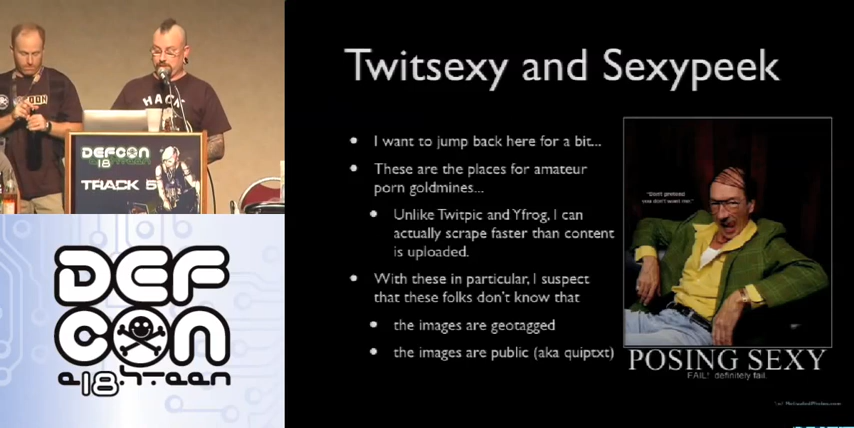 HACK
DEFCON
18
TRACK 5
DEF
CON
e18hteen
Twitsexy and Sexypeek
I want to jump back here for a bit...
These are the places for amateur
porn goldmines...
Unlike Twitpic and Yfrog, I can
actually scrape faster than content
is uploaded.
With these in particular, I suspect
that these folks don't know that
the images are geotagged
the images are public (aka quiptxt)
"Don't pretend
you don't want me."
POSING SEXY
FAIL! definitely fail.